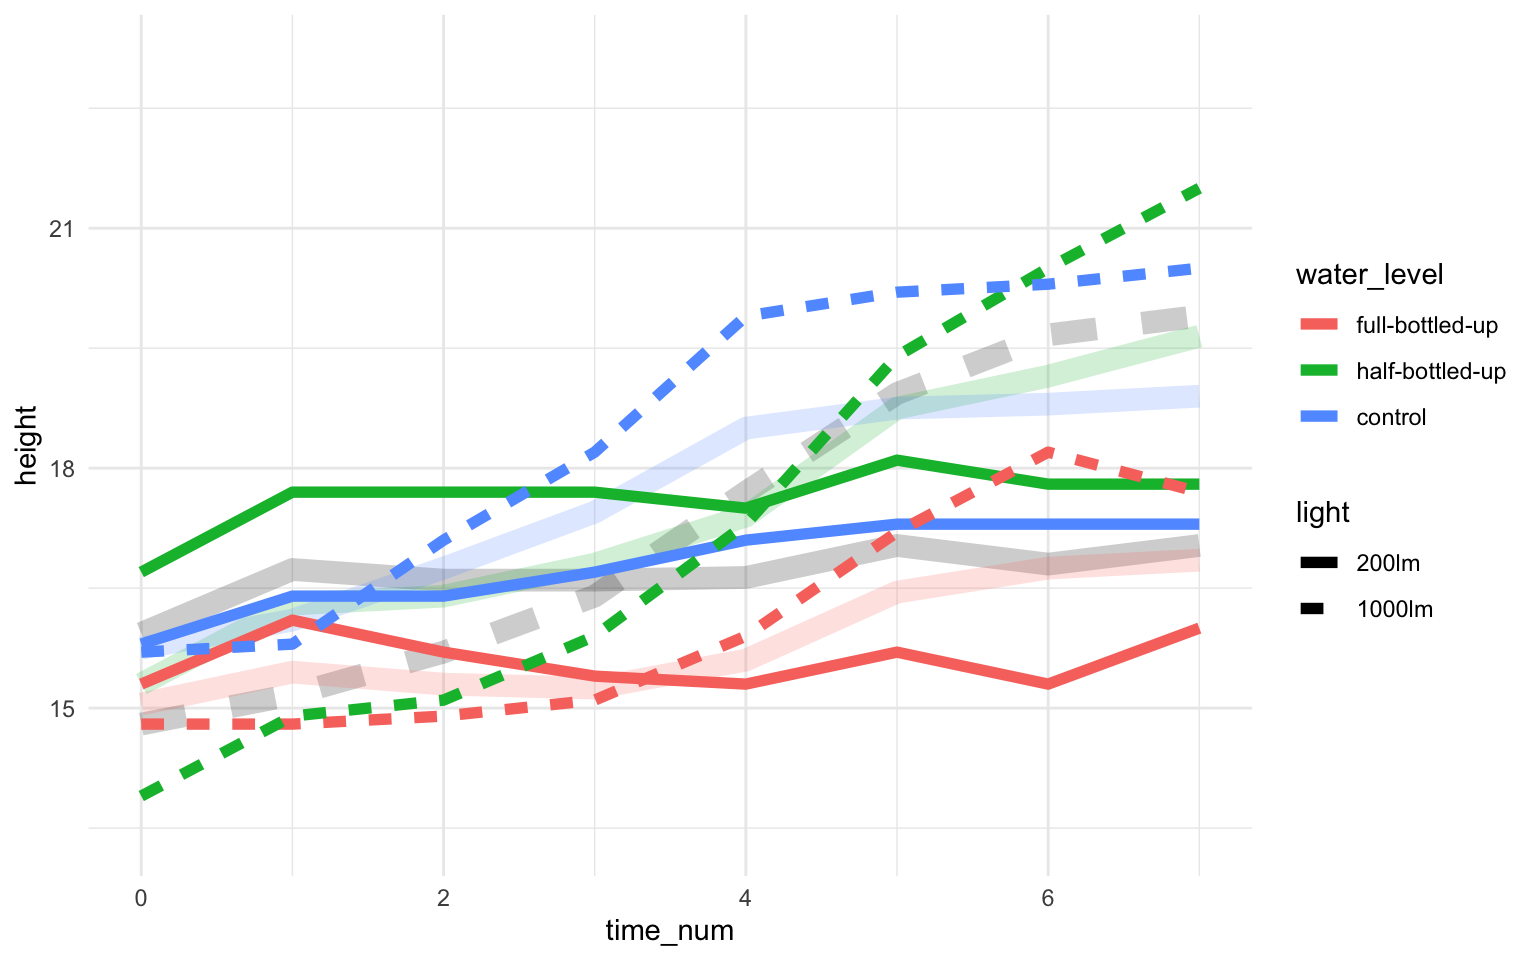 21
18
15
height
0
2
4
6
time_num
water_level
full-bottled-up
half-bottled-up
control
light
200lm
1000lm